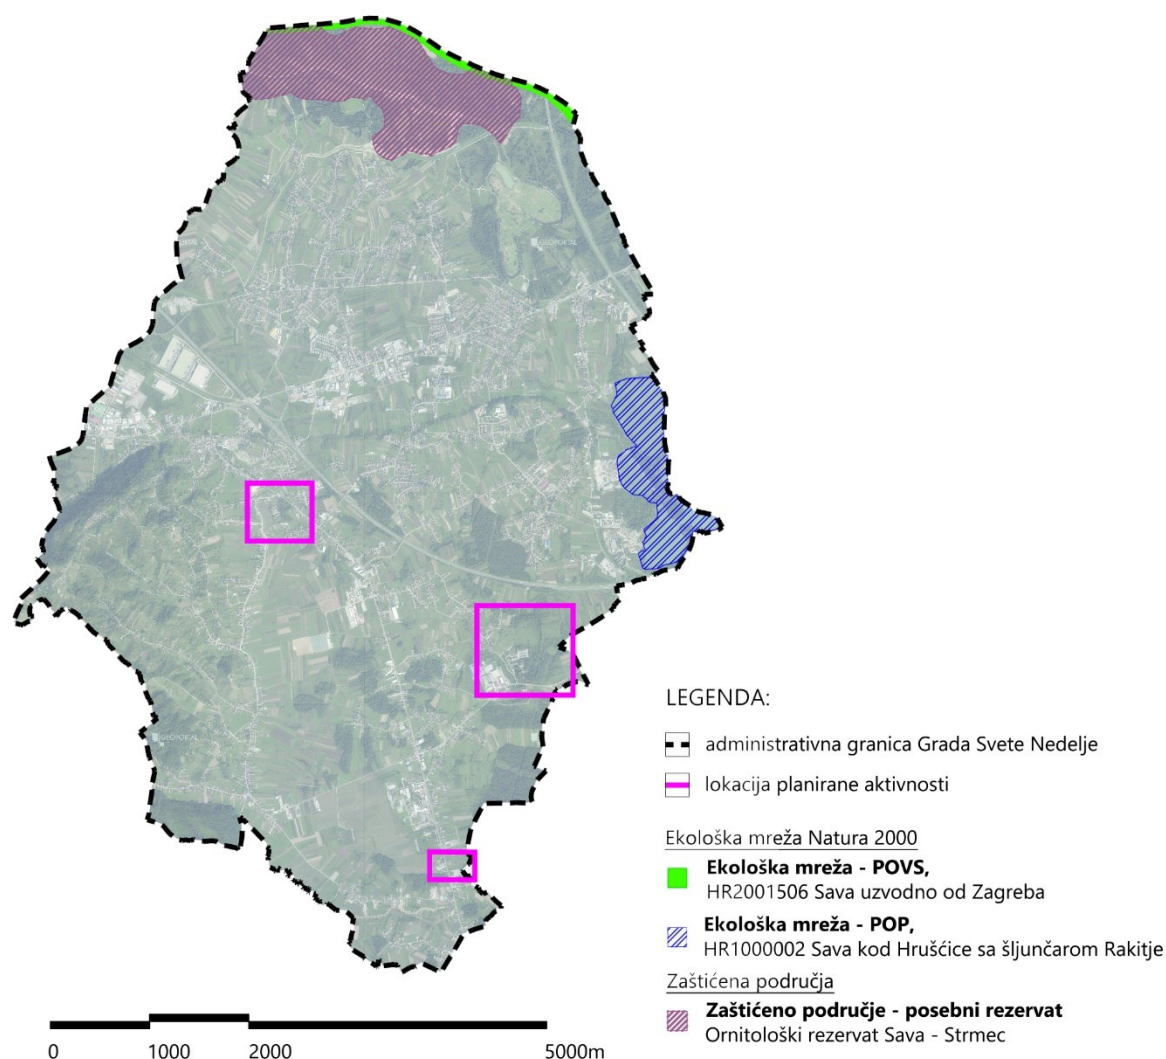 GEOPORTAL
GEOPORTAL
LEGENDA:
administrativna granica Grada Svete Nedelje
lokacija planirane aktivnosti
Ekološka mreža Natura 2000
Ekološka mreža - POVS,
HR2001506 Sava uzvodno od Zagreba
Ekološka mreža - POP,
HR1000002 Sava kod Hrušćice sa šljunčarom Rakitje
Zaštićena područja
Zaštićeno područje - posebni rezervat
Ornitološki rezervat Sava - Strmec
0 1000 2000 5000m